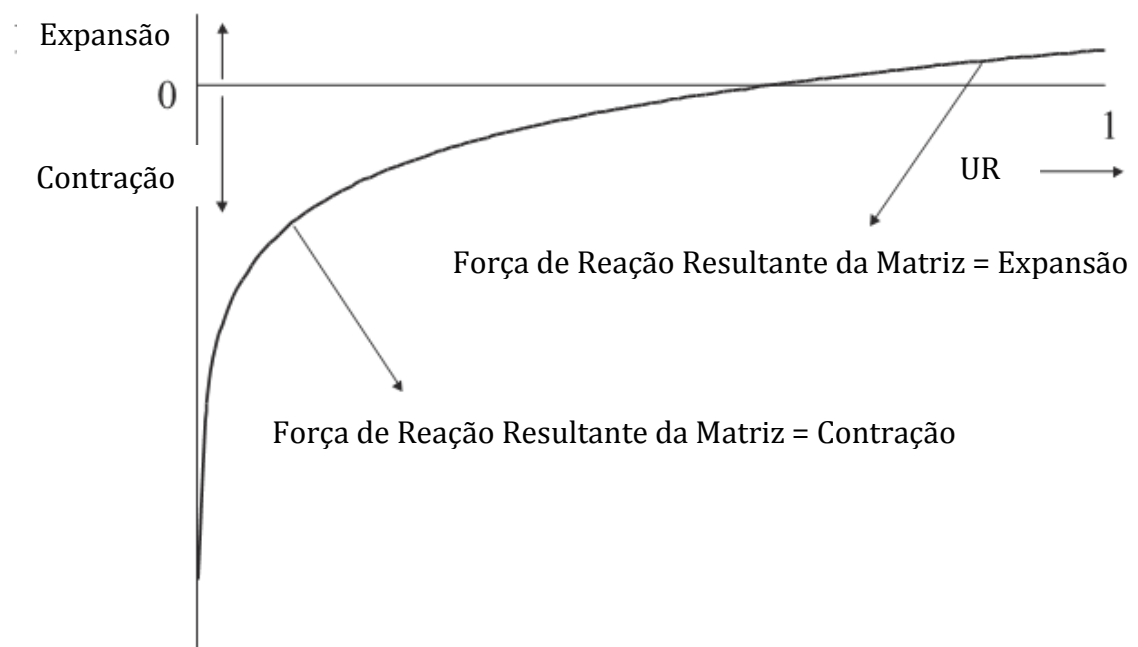 Expansão
0
1
Contração
UR
Força de Reação Resultante da Matriz = Expansão
Força de Reação Resultante da Matriz = Contração